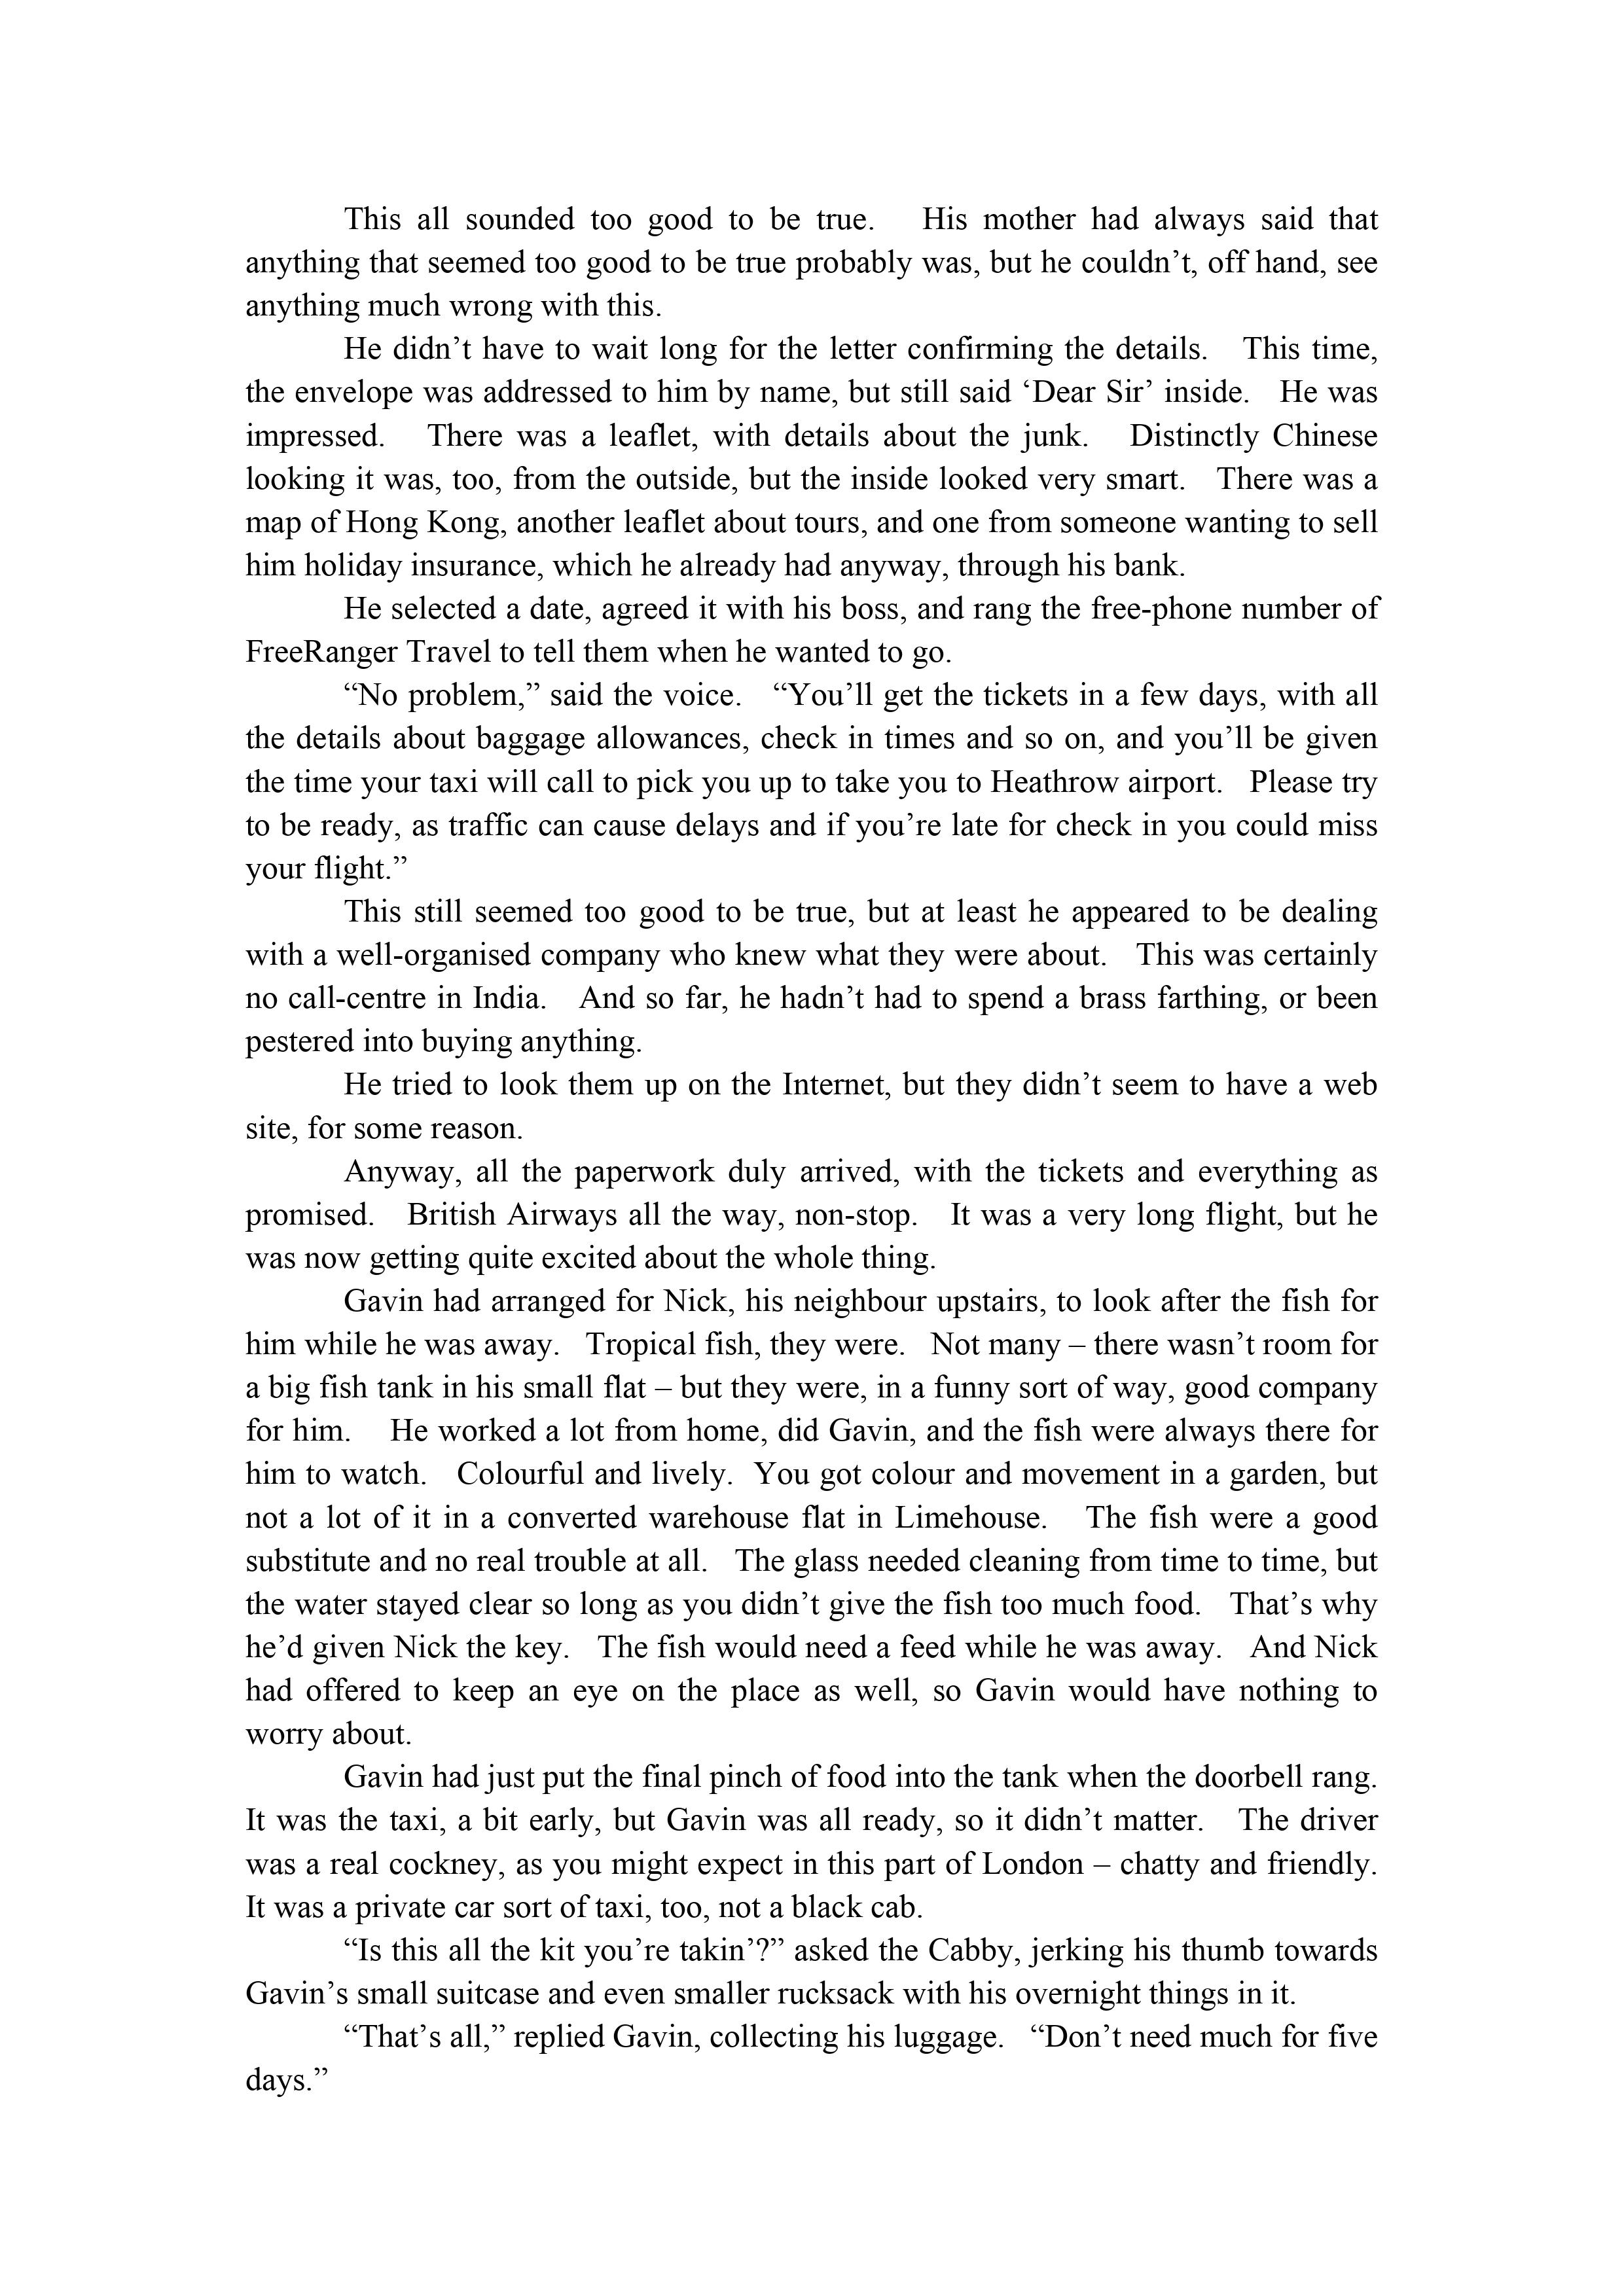 This all sounded too good to be true. His mother had always said that
anything that seemed too good to be true probably was, but he couldn’t, off hand, see
anything much wrong with this.
He didn’t have to wait long for the letter confirming the details. This time,
the envelope was addressed to him by name, but still said ‘Dear Sir’ inside. He was
impressed. There was a leaflet, with details about the junk. Distinctly Chinese
looking it was, too, from the outside, but the inside looked very smart. There was a
map of Hong Kong, another leaflet about tours, and one from someone wanting to sell
him holiday insurance, which he already had anyway, through his bank.
He selected a date, agreed it with his boss, and rang the free-phone number of
FreeRanger Travel to tell them when he wanted to go.
“No problem,” said the voice. “You’ll get the tickets in a few days, with all
the details about baggage allowances, check in times and so on, and you’ll be given
the time your taxi will call to pick you up to take you to Heathrow airport. Please try
to be ready, as traffic can cause delays and if you’re late for check in you could miss
your flight.”
This still seemed too good to be true, but at least he appeared to be dealing
with a well-organised company who knew what they were about. This was certainly
no call-centre in India. And so far, he hadn’t had to spend a brass farthing, or been
pestered into buying anything.
He tried to look them up on the Internet, but they didn’t seem to have a web
site, for some reason.
Anyway, all the paperwork duly arrived, with the tickets and everything as
promised. British Airways all the way, non-stop. It was a very long flight, but he
was now getting quite excited about the whole thing.
Gavin had arranged for Nick, his neighbour upstairs, to look after the fish for
him while he was away. Tropical fish, they were. Not many – there wasn’t room for
a big fish tank in his small flat – but they were, in a funny sort of way, good company
for him. He worked a lot from home, did Gavin, and the fish were always there for
him to watch. Colourful and lively. You got colour and movement in a garden, but
not a lot of it in a converted warehouse flat in Limehouse. The fish were a good
substitute and no real trouble at all. The glass needed cleaning from time to time, but
the water stayed clear so long as you didn’t give the fish too much food. That’s why
he’d given Nick the key. The fish would need a feed while he was away. And Nick
had offered to keep an eye on the place as well, so Gavin would have nothing to
worry about.
Gavin had just put the final pinch of food into the tank when the doorbell rang.
It was the taxi, a bit early, but Gavin was all ready, so it didn’t matter. The driver
was a real cockney, as you might expect in this part of London – chatty and friendly.
It was a private car sort of taxi, too, not a black cab.
“Is this all the kit you’re takin’?” asked the Cabby, jerking his thumb towards
Gavin’s small suitcase and even smaller rucksack with his overnight things in it.
“That’s all,” replied Gavin, collecting his luggage. “Don’t need much for five
days.”